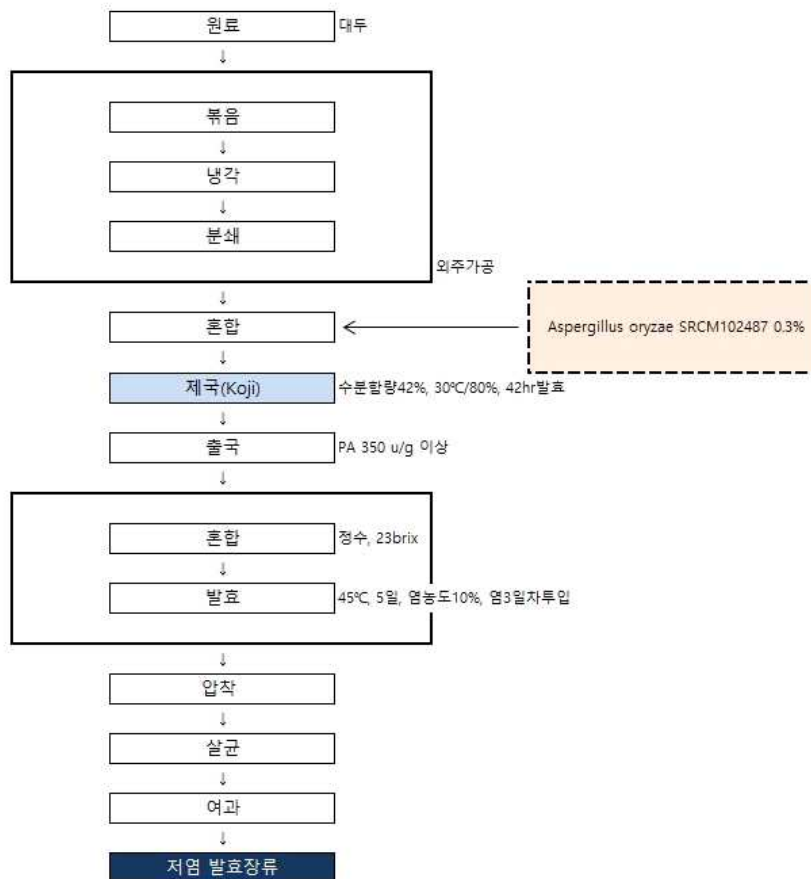 원료 대두
↓
볶음
↓
냉각
↓
분쇄
외주가공
↓
혼합 Aspergillus oryzae SRCM102487 0.3%
↓
제국(Koji) 수분함량42%, 30℃/80%, 42hr발효
↓
출국 PA 350 u/g 이상
↓
혼합 정수, 23brix
↓
발효 45℃, 5일, 염농도10%, 염3일차투입
↓
압착
↓
살균
↓
여과
↓
저염 발효장류